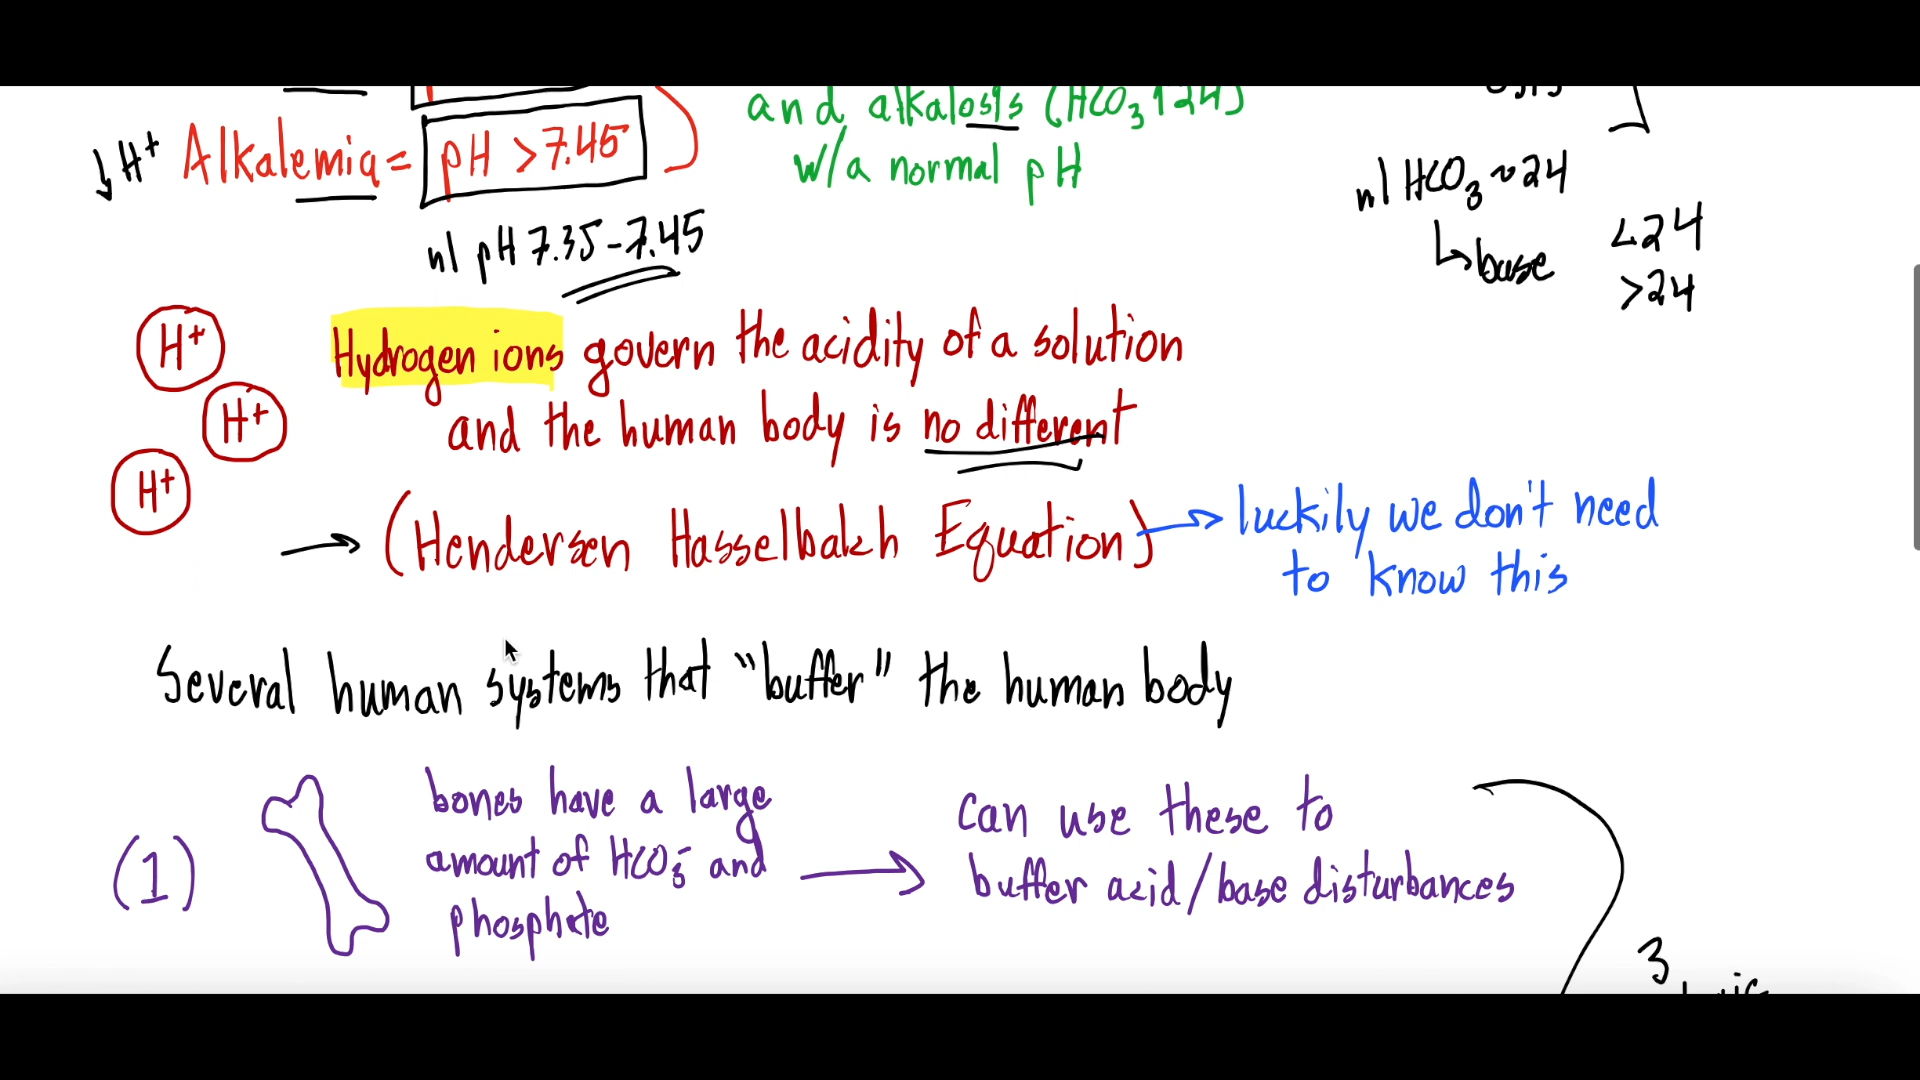 and alkalosis (HCO3↑24)
↓H+ Alkalemia = pH >7.45
w/a normal pH
nl HCO3 ~24
nl pH 7.35-7.45
↳base
<24
>24
H+
H+
H+
Hydrogen ions govern the acidity of a solution
and the human body is no different
→ (Hendersen Hasselbalch Equation) → luckily we don't need
to know this
Several human systems that "buffer" the human body
(1)
bones have a large
amount of HCO3- and
phosphate
→ can use these to
buffer acid/base disturbances
3